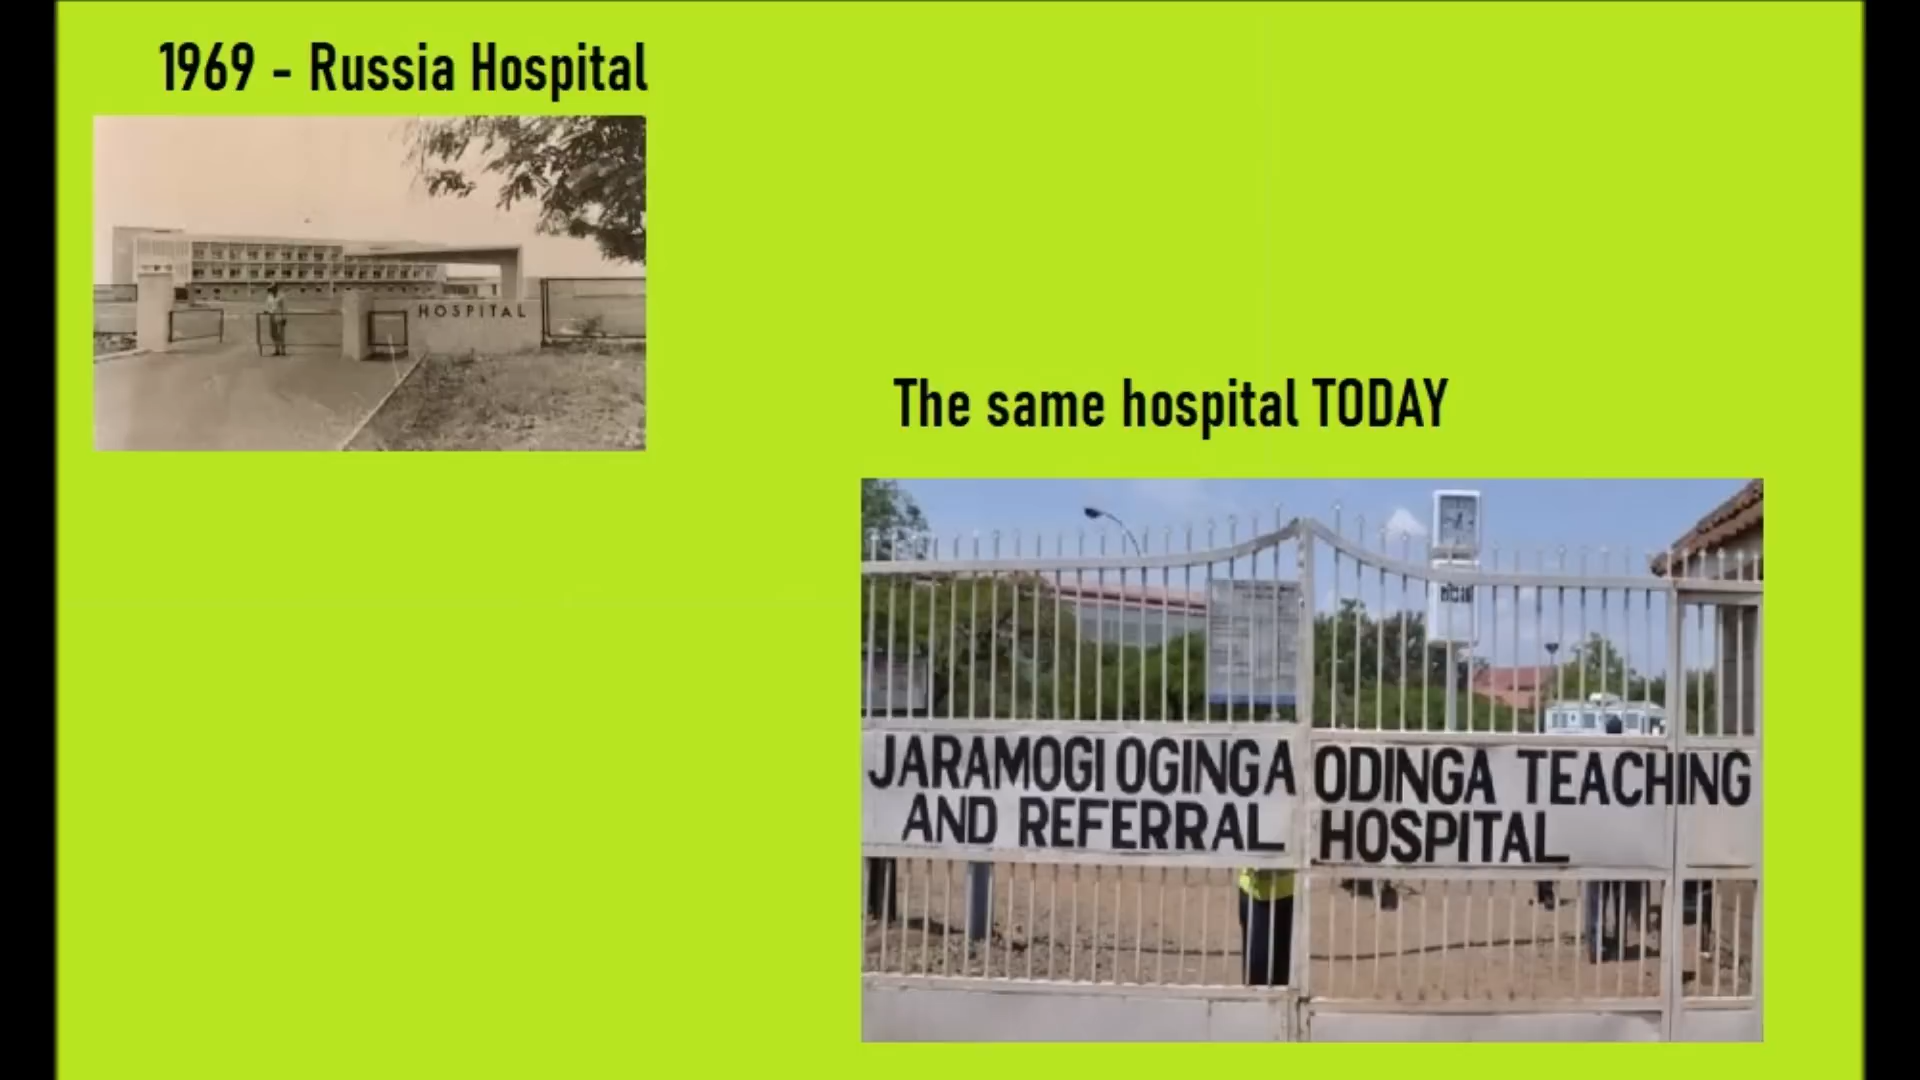 1969 - Russia Hospital
HOSPITAL
The same hospital TODAY
JARAMOGI OGINGA ODINGA TEACHING
AND REFERRAL HOSPITAL